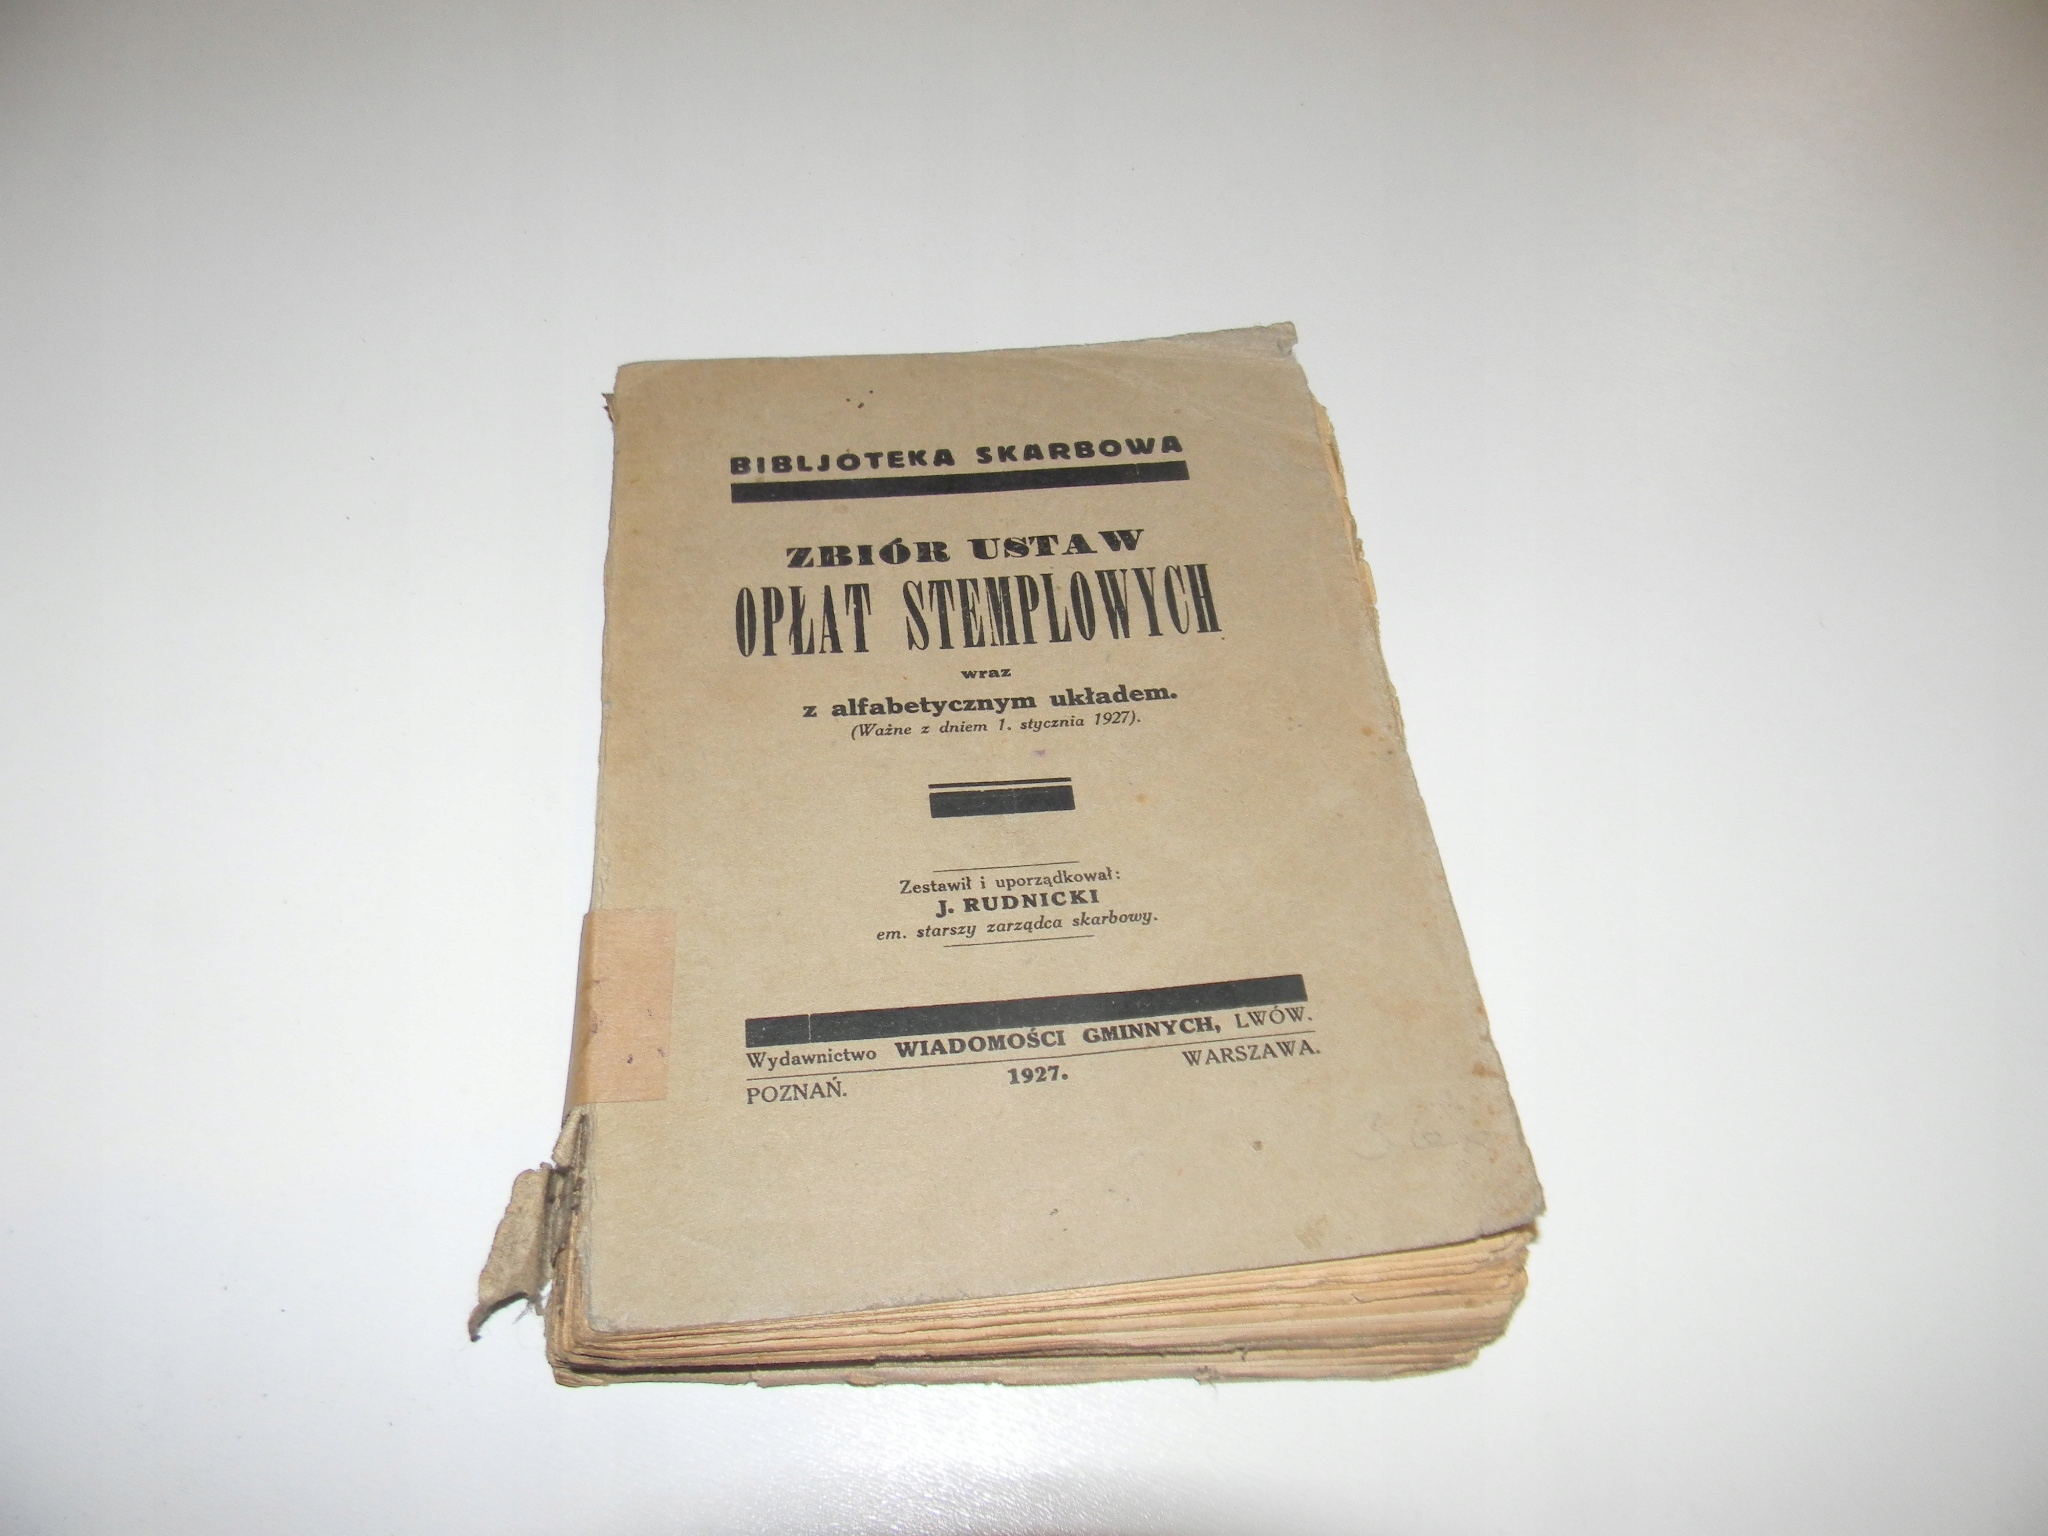 BIBLJOTEKA SKARBOWA
ZBIÓR USTAW
OPŁAT STEMPLOWYCH
wraz
z alfabetycznym układem.
(Ważne z dniem 1. stycznia 1927).
Zestawił i uporządkował:
J. RUDNICKI
em. starszy zarządca skarbowy.
Wydawnictwo WIADOMOŚCI GMINNYCH, LWÓW.
POZNAŃ. 1927. WARSZAWA.